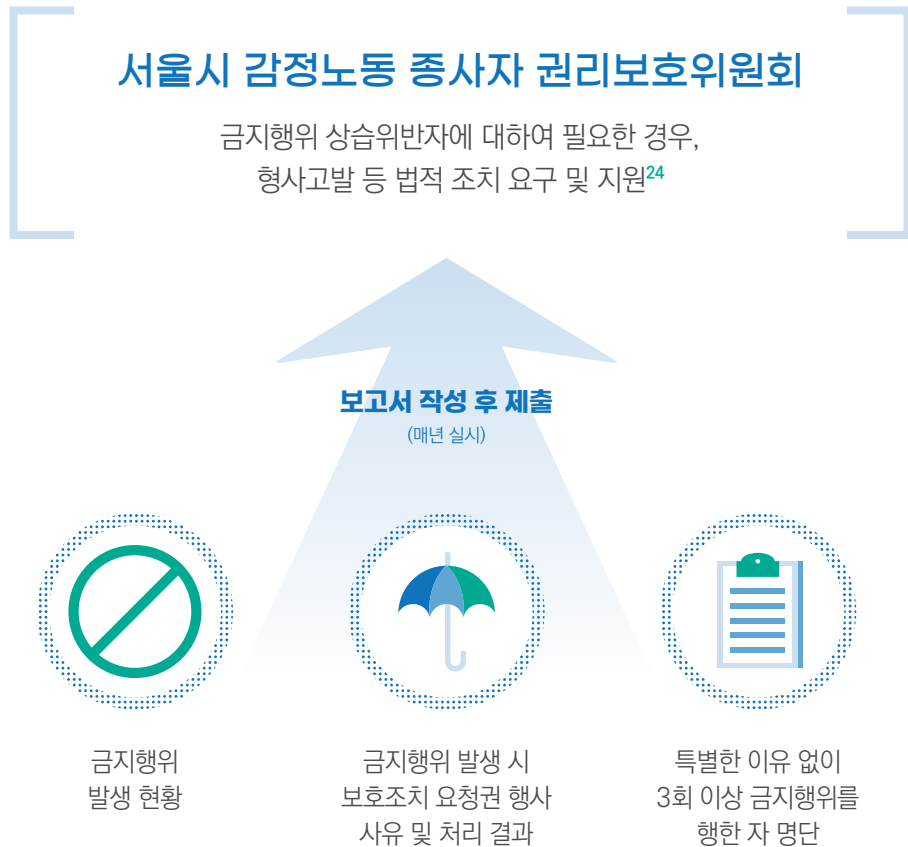 서울시 감정노동 종사자 권리보호위원회
금지행위 상습위반자에 대하여 필요한 경우,
형사고발 등 법적 조치 요구 및 지원24
보고서 작성 후 제출
(매년 실시)
금지행위
발생 현황
금지행위 발생 시
보호조치 요청권 행사
사유 및 처리 결과
특별한 이유 없이
3회 이상 금지행위를
행한 자 명단